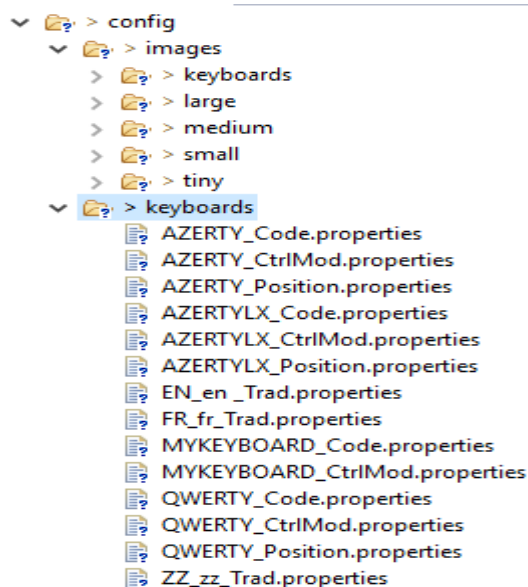 > config
> images
> keyboards
> large
> medium
> small
> tiny
> keyboards
AZERTY_Code.properties
AZERTY_CtrlMod.properties
AZERTY_Position.properties
AZERTYLX_Code.properties
AZERTYLX_CtrlMod.properties
AZERTYLX_Position.properties
EN_en _Trad.properties
FR_fr_Trad.properties
MYKEYBOARD_Code.properties
MYKEYBOARD_CtrlMod.properties
QWERTY_Code.properties
QWERTY_CtrlMod.properties
QWERTY_Position.properties
ZZ_zz_Trad.properties